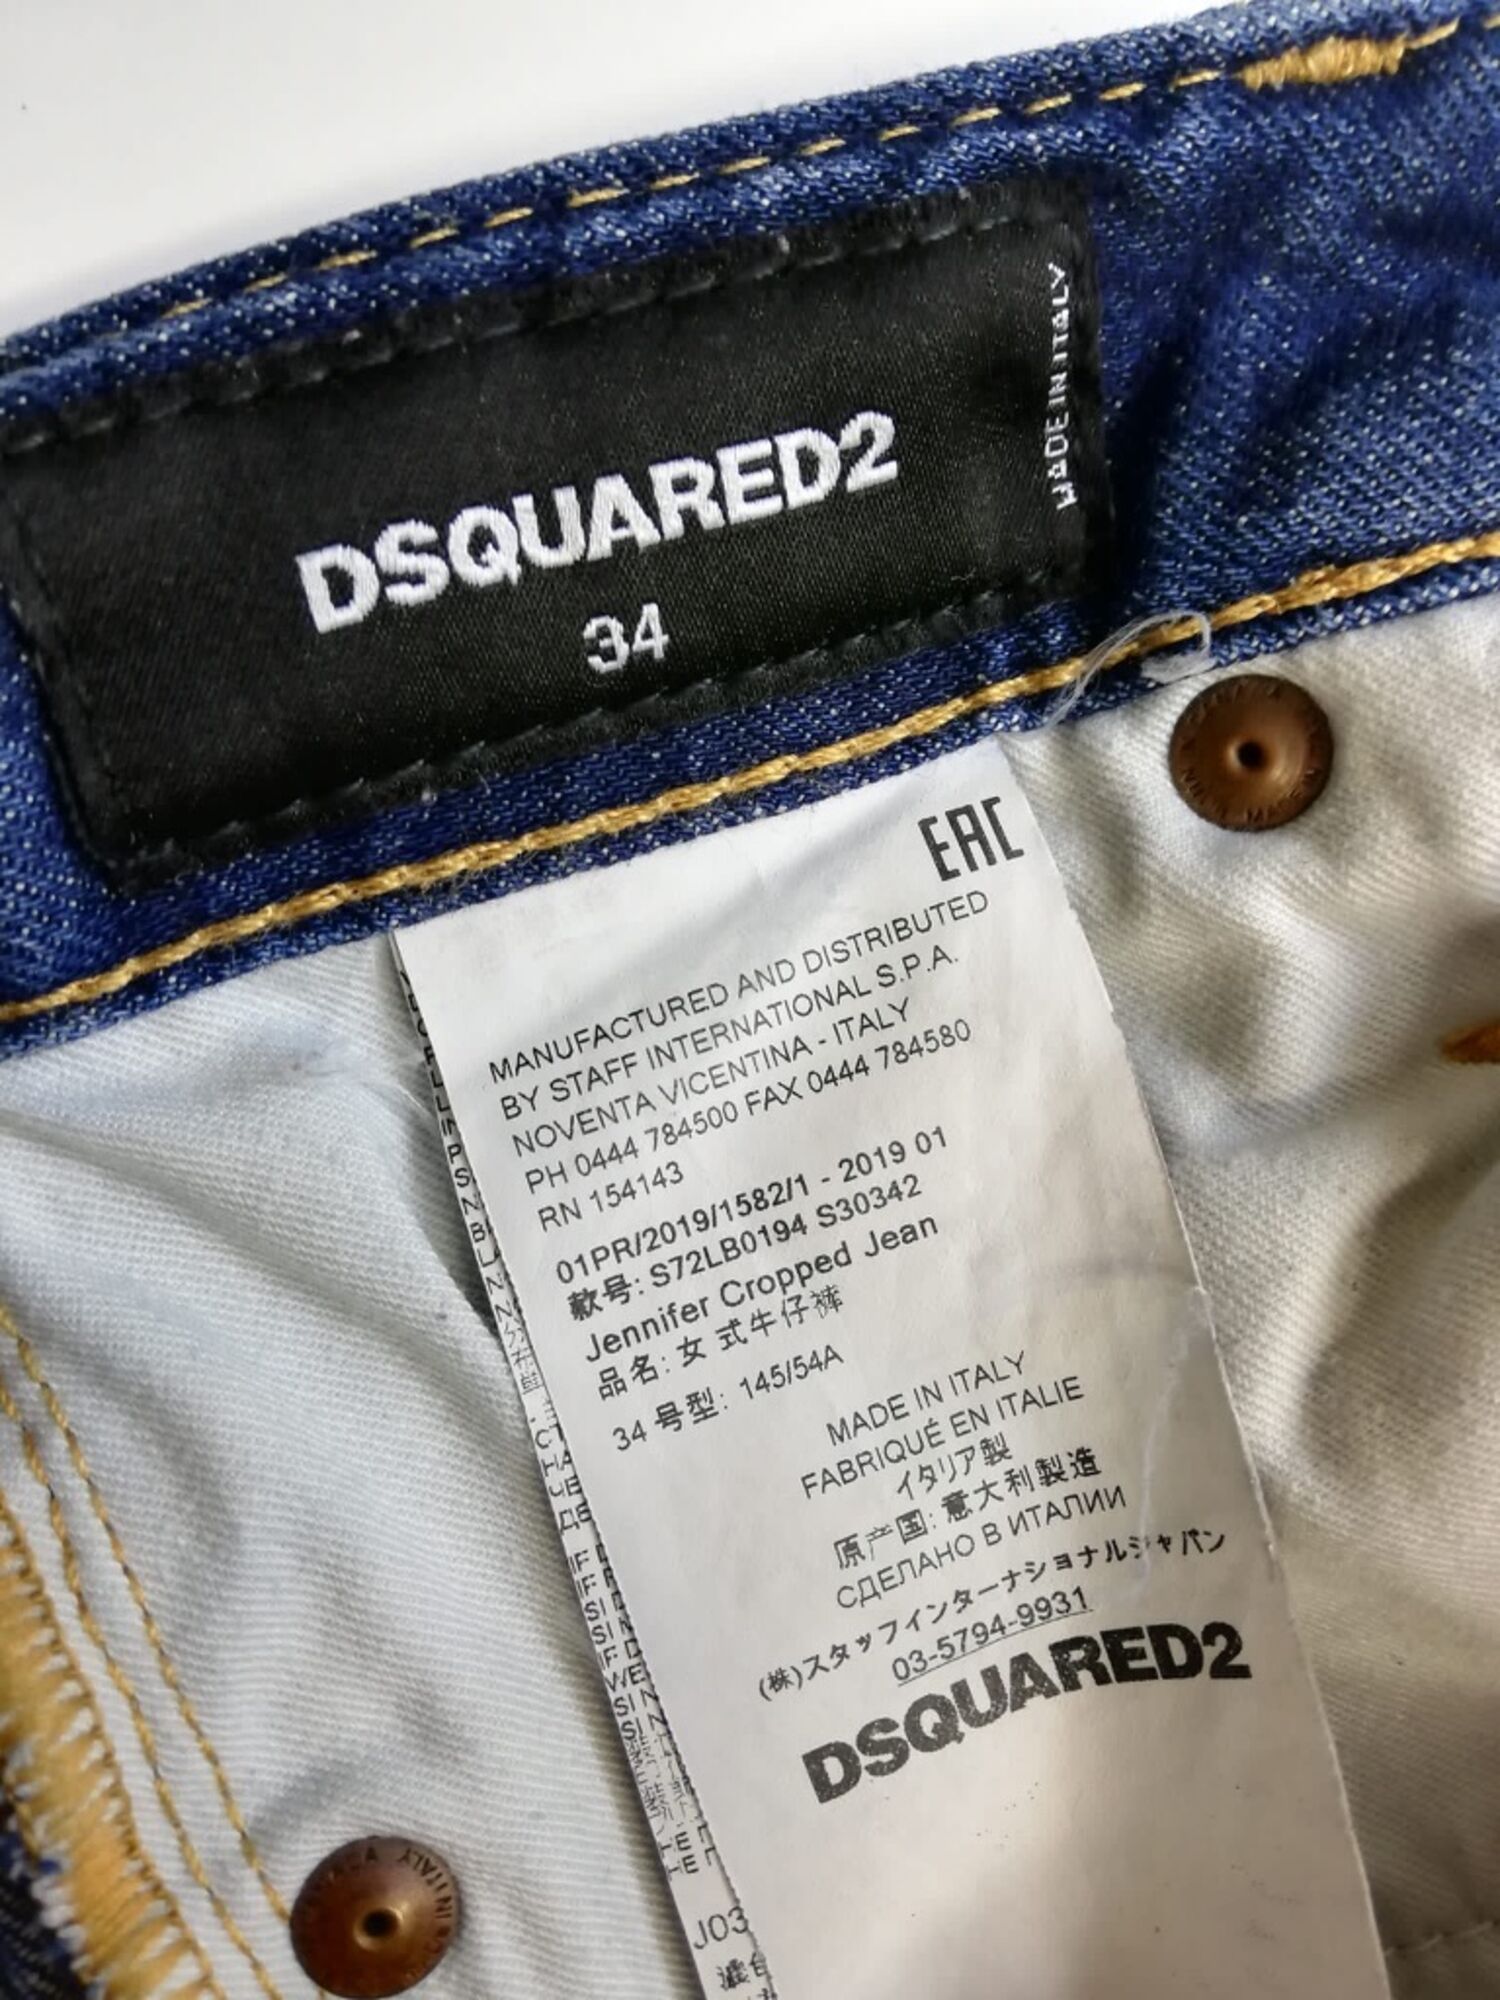 DSQUARED2
34
MADE IN ITALY
EAC
MANUFACTURED AND DISTRIBUTED
BY STAFF INTERNATIONAL S.P.A.
NOVENTA VICENTINA - ITALY
PH 0444 784500 FAX 0444 784580
RN 154143
01PR/2019/1582/1 - 2019 01
款号: S72LB0194 S30342
Jennifer Cropped Jean
品名: 女 式牛仔裤
34 号型: 145/54A
MADE IN ITALY
FABRIQUÉ EN ITALIE
イタリア製
原产国: 意大利製造
СДЕЛАНО В ИТАЛИИ
(株)スタッフインターナショナルジャパン
03-5794-9931
DSQUARED2
J03